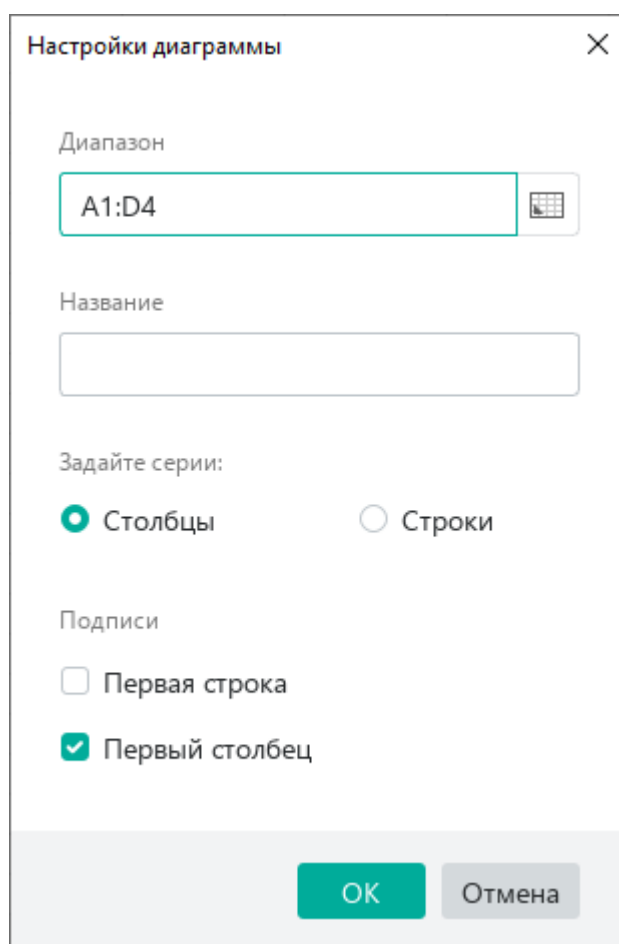 Настройки диаграммы
Диапазон
A1:D4
Название
Задайте серии:
Столбцы Строки
Подписи
Первая строка
Первый столбец
OK Отмена